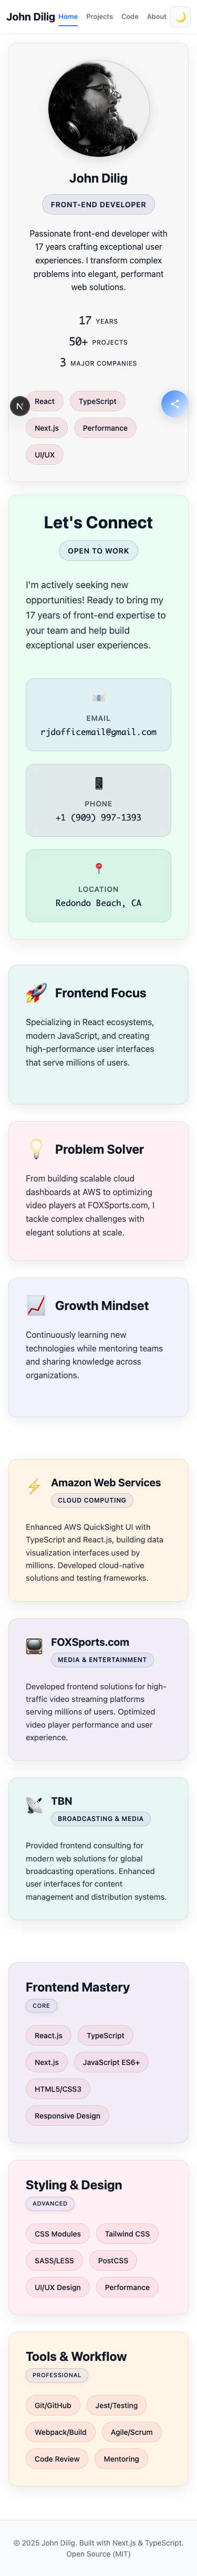 John Dilig Home Projects Code About
John Dilig
FRONT-END DEVELOPER
Passionate front-end developer with
17 years crafting exceptional user
experiences. I transform complex
problems into elegant, performant
web solutions.
17 YEARS
50+ PROJECTS
3 MAJOR COMPANIES
N
React TypeScript
Next.js Performance
UI/UX
Let's Connect
OPEN TO WORK
I'm actively seeking new
opportunities! Ready to bring my
17 years of front-end expertise to
your team and help build
exceptional user experiences.
EMAIL
rjdofficemail@gmail.com
PHONE
+1 (909) 997-1393
LOCATION
Redondo Beach, CA
Frontend Focus
Specializing in React ecosystems,
modern JavaScript, and creating
high-performance user interfaces
that serve millions of users.
Problem Solver
From building scalable cloud
dashboards at AWS to optimizing
video players at FOXSports.com, I
tackle complex challenges with
elegant solutions at scale.
Growth Mindset
Continuously learning new
technologies while mentoring teams
and sharing knowledge across
organizations.
Amazon Web Services
CLOUD COMPUTING
Enhanced AWS QuickSight UI with
TypeScript and React.js, building data
visualization interfaces used by
millions. Developed cloud-native
solutions and testing frameworks.
FOXSports.com
MEDIA & ENTERTAINMENT
Developed frontend solutions for high-
traffic video streaming platforms
serving millions of users. Optimized
video player performance and user
experience.
TBN
BROADCASTING & MEDIA
Provided frontend consulting for
modern web solutions for global
broadcasting operations. Enhanced
user interfaces for content
management and distribution systems.
Frontend Mastery
CORE
React.js TypeScript
Next.js JavaScript ES6+
HTML5/CSS3
Responsive Design
Styling & Design
ADVANCED
CSS Modules Tailwind CSS
SASS/LESS PostCSS
UI/UX Design Performance
Tools & Workflow
PROFESSIONAL
Git/GitHub Jest/Testing
Webpack/Build Agile/Scrum
Code Review Mentoring
© 2025 John Dilig. Built with Next.js & TypeScript.
Open Source (MIT)